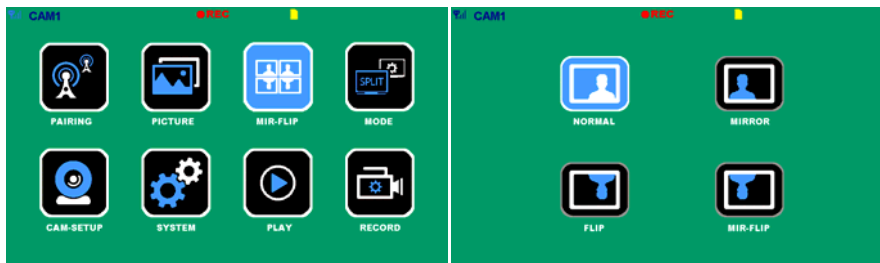 CAM1 REC
PAIRING PICTURE MIR-FLIP MODE
SPLIT
CAM-SETUP SYSTEM PLAY RECORD
CAM1 REC
NORMAL MIRROR
FLIP MIR-FLIP